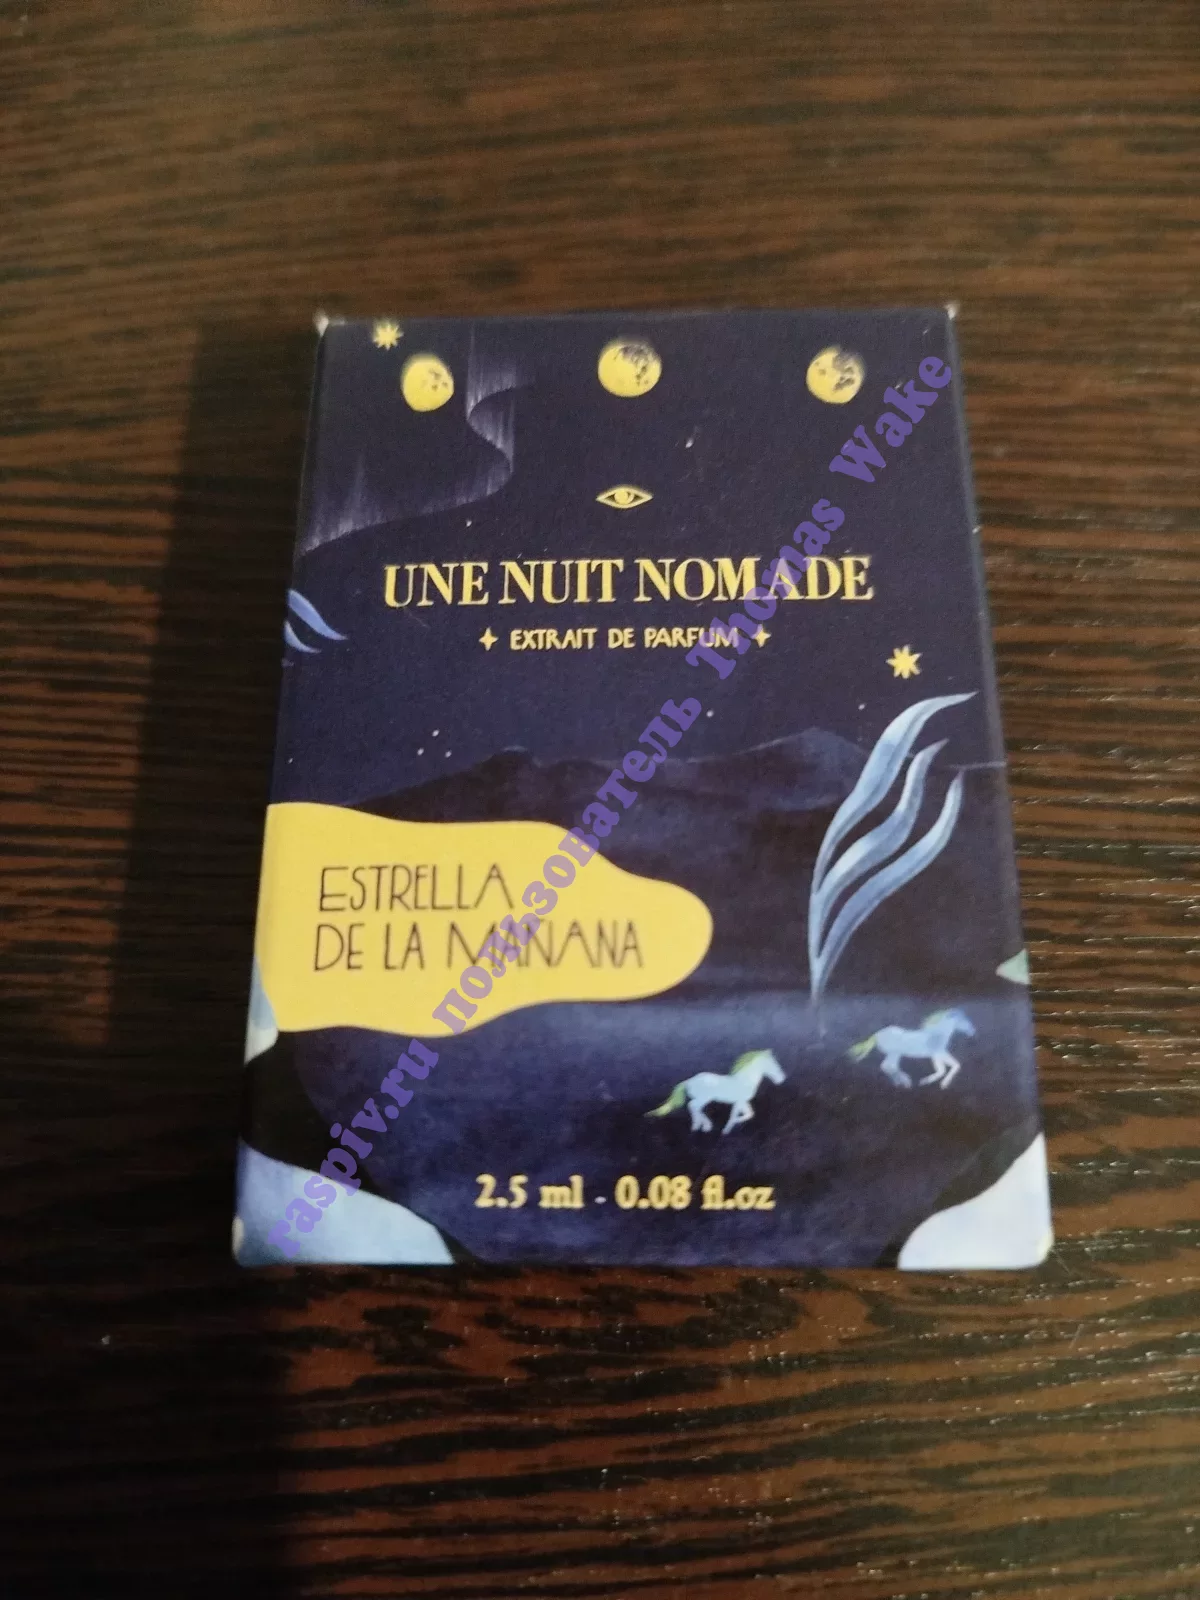 UNE NUIT NOMADE
EXTRAIT DE PARFUM
ESTRELLA
DE LA MAÑANA
2.5 ml - 0.08 fl.oz
raspiv.ru пользователь Thomas Wake